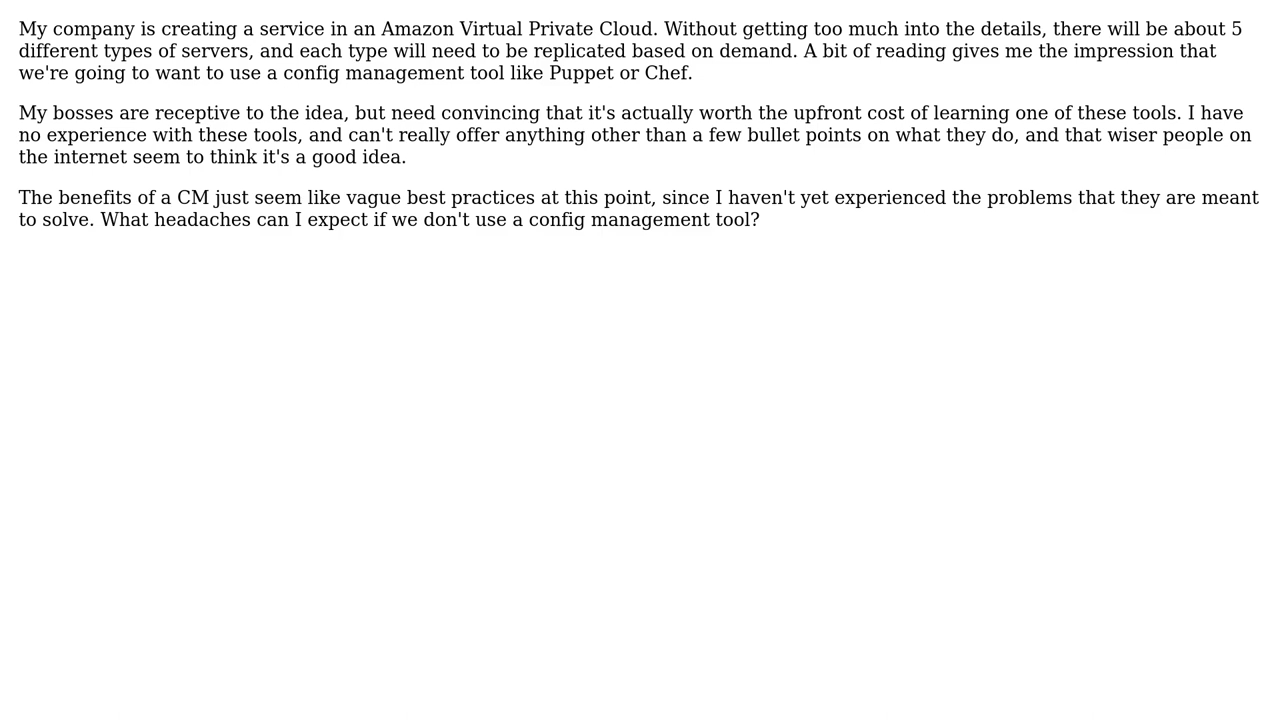 My company is creating a service in an Amazon Virtual Private Cloud. Without getting too much into the details, there will be about 5
different types of servers, and each type will need to be replicated based on demand. A bit of reading gives me the impression that
we're going to want to use a config management tool like Puppet or Chef.
My bosses are receptive to the idea, but need convincing that it's actually worth the upfront cost of learning one of these tools. I have
no experience with these tools, and can't really offer anything other than a few bullet points on what they do, and that wiser people on
the internet seem to think it's a good idea.
The benefits of a CM just seem like vague best practices at this point, since I haven't yet experienced the problems that they are meant
to solve. What headaches can I expect if we don't use a config management tool?